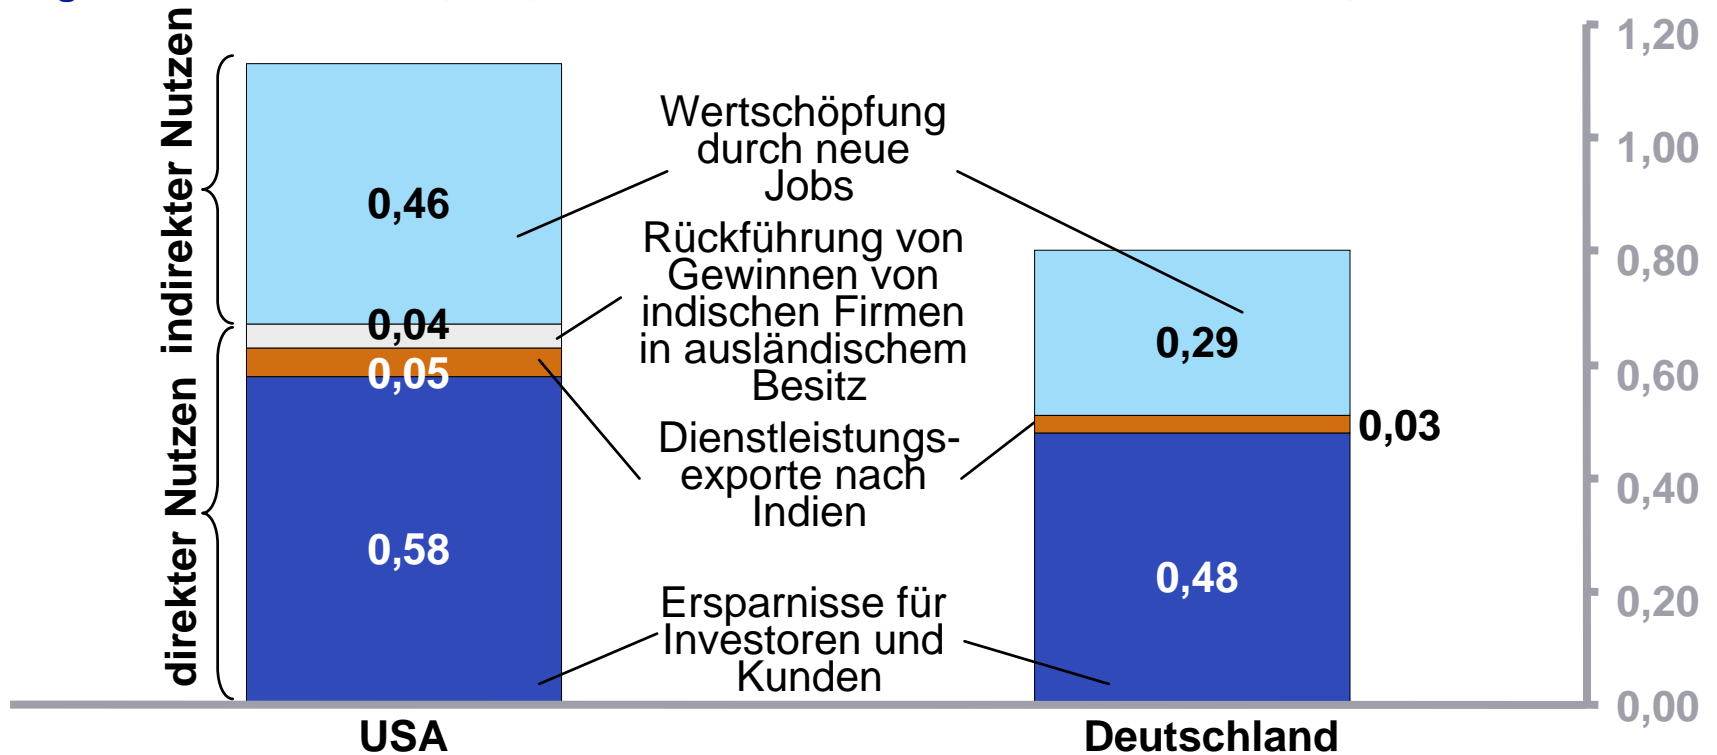 indirekter Nutzen
direkter Nutzen
0,46
0,04
0,05
0,58
USA
Wertschöpfung
durch neue
Jobs
Rückführung von
Gewinnen von
indischen Firmen
in ausländischem
Besitz
Dienstleistungs-
exporte nach
Indien
Ersparnisse für
Investoren und
Kunden
0,29
0,03
0,48
Deutschland
1,20
1,00
0,80
0,60
0,40
0,20
0,00